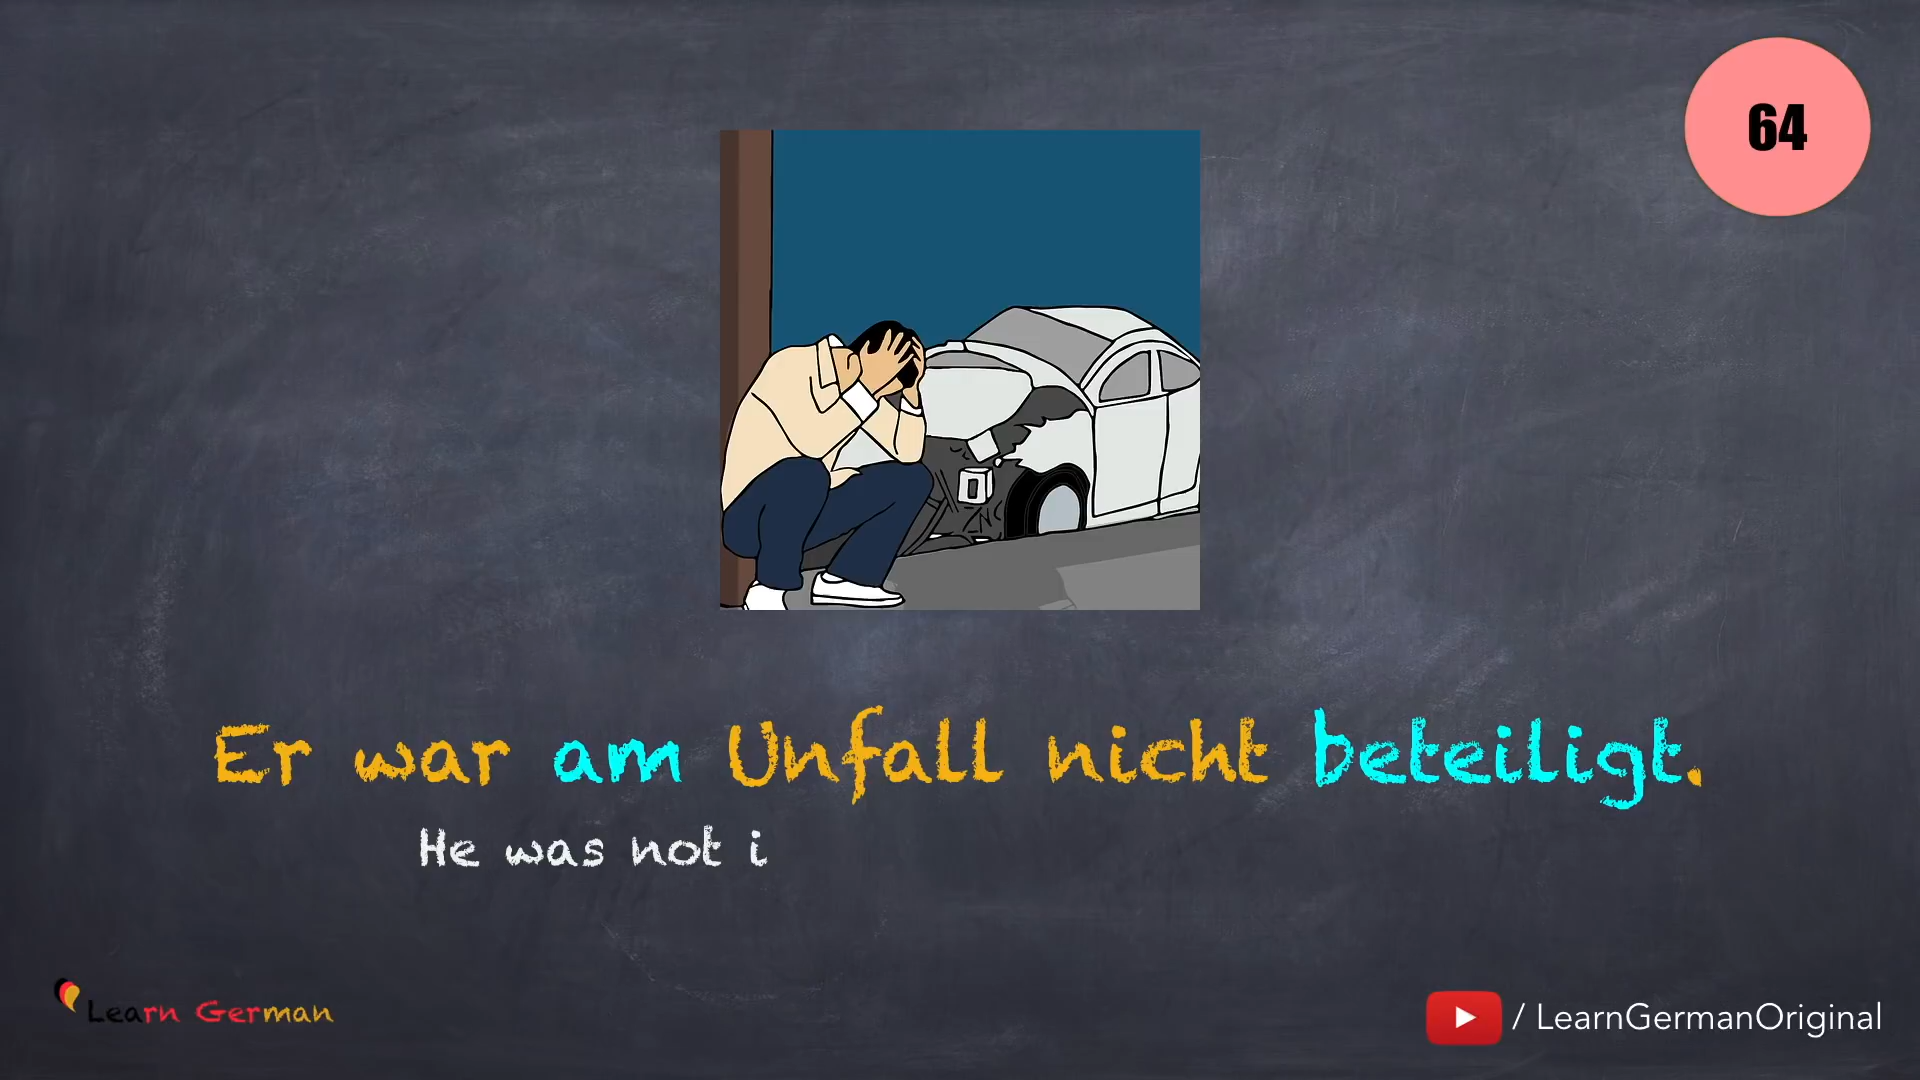 64
Er war am Unfall nicht beteiligt.
He was not i
Learn German
/ LearnGermanOriginal